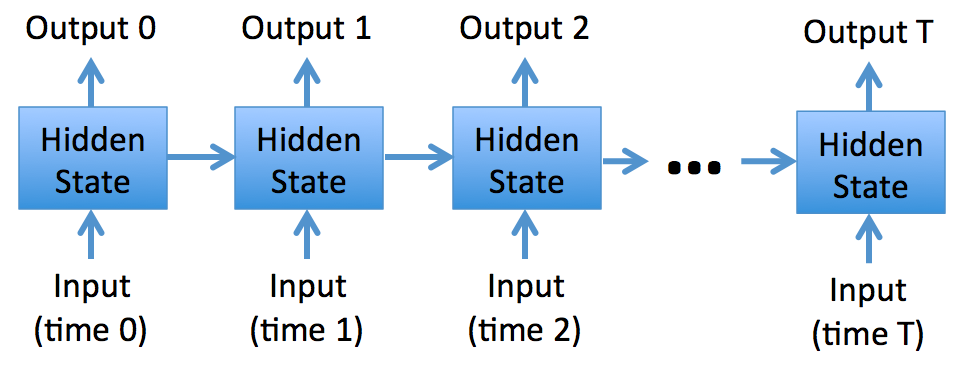 Output 0
Output 1
Output 2
Output T
Hidden
State
Hidden
State
Hidden
State
...
Hidden
State
Input
(time 0)
Input
(time 1)
Input
(time 2)
Input
(time T)